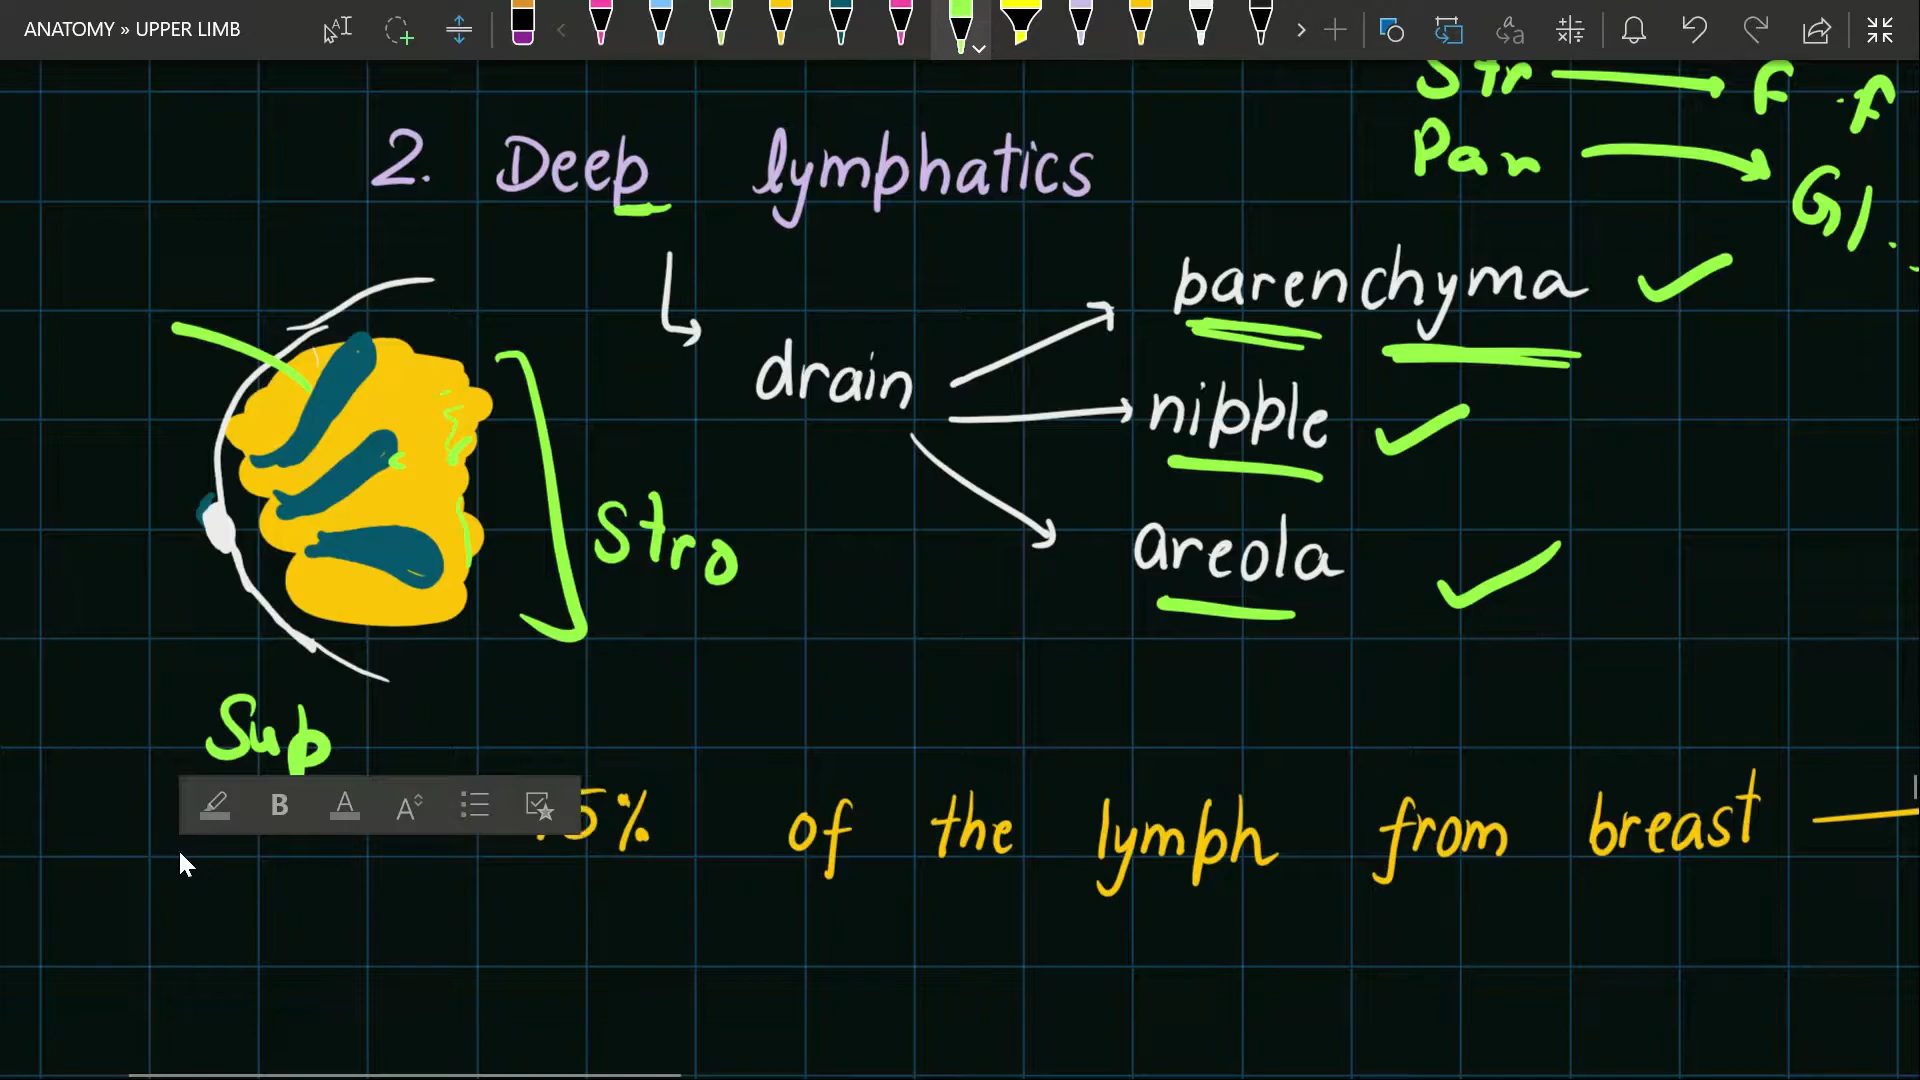 ANATOMY » UPPER LIMB
Str → F.f
Pan → Gl.
2. Deep lymphatics
drain
parenchyma ✓
nipple ✓
areola ✓
Stro
Sup
5% of the lymph from breast